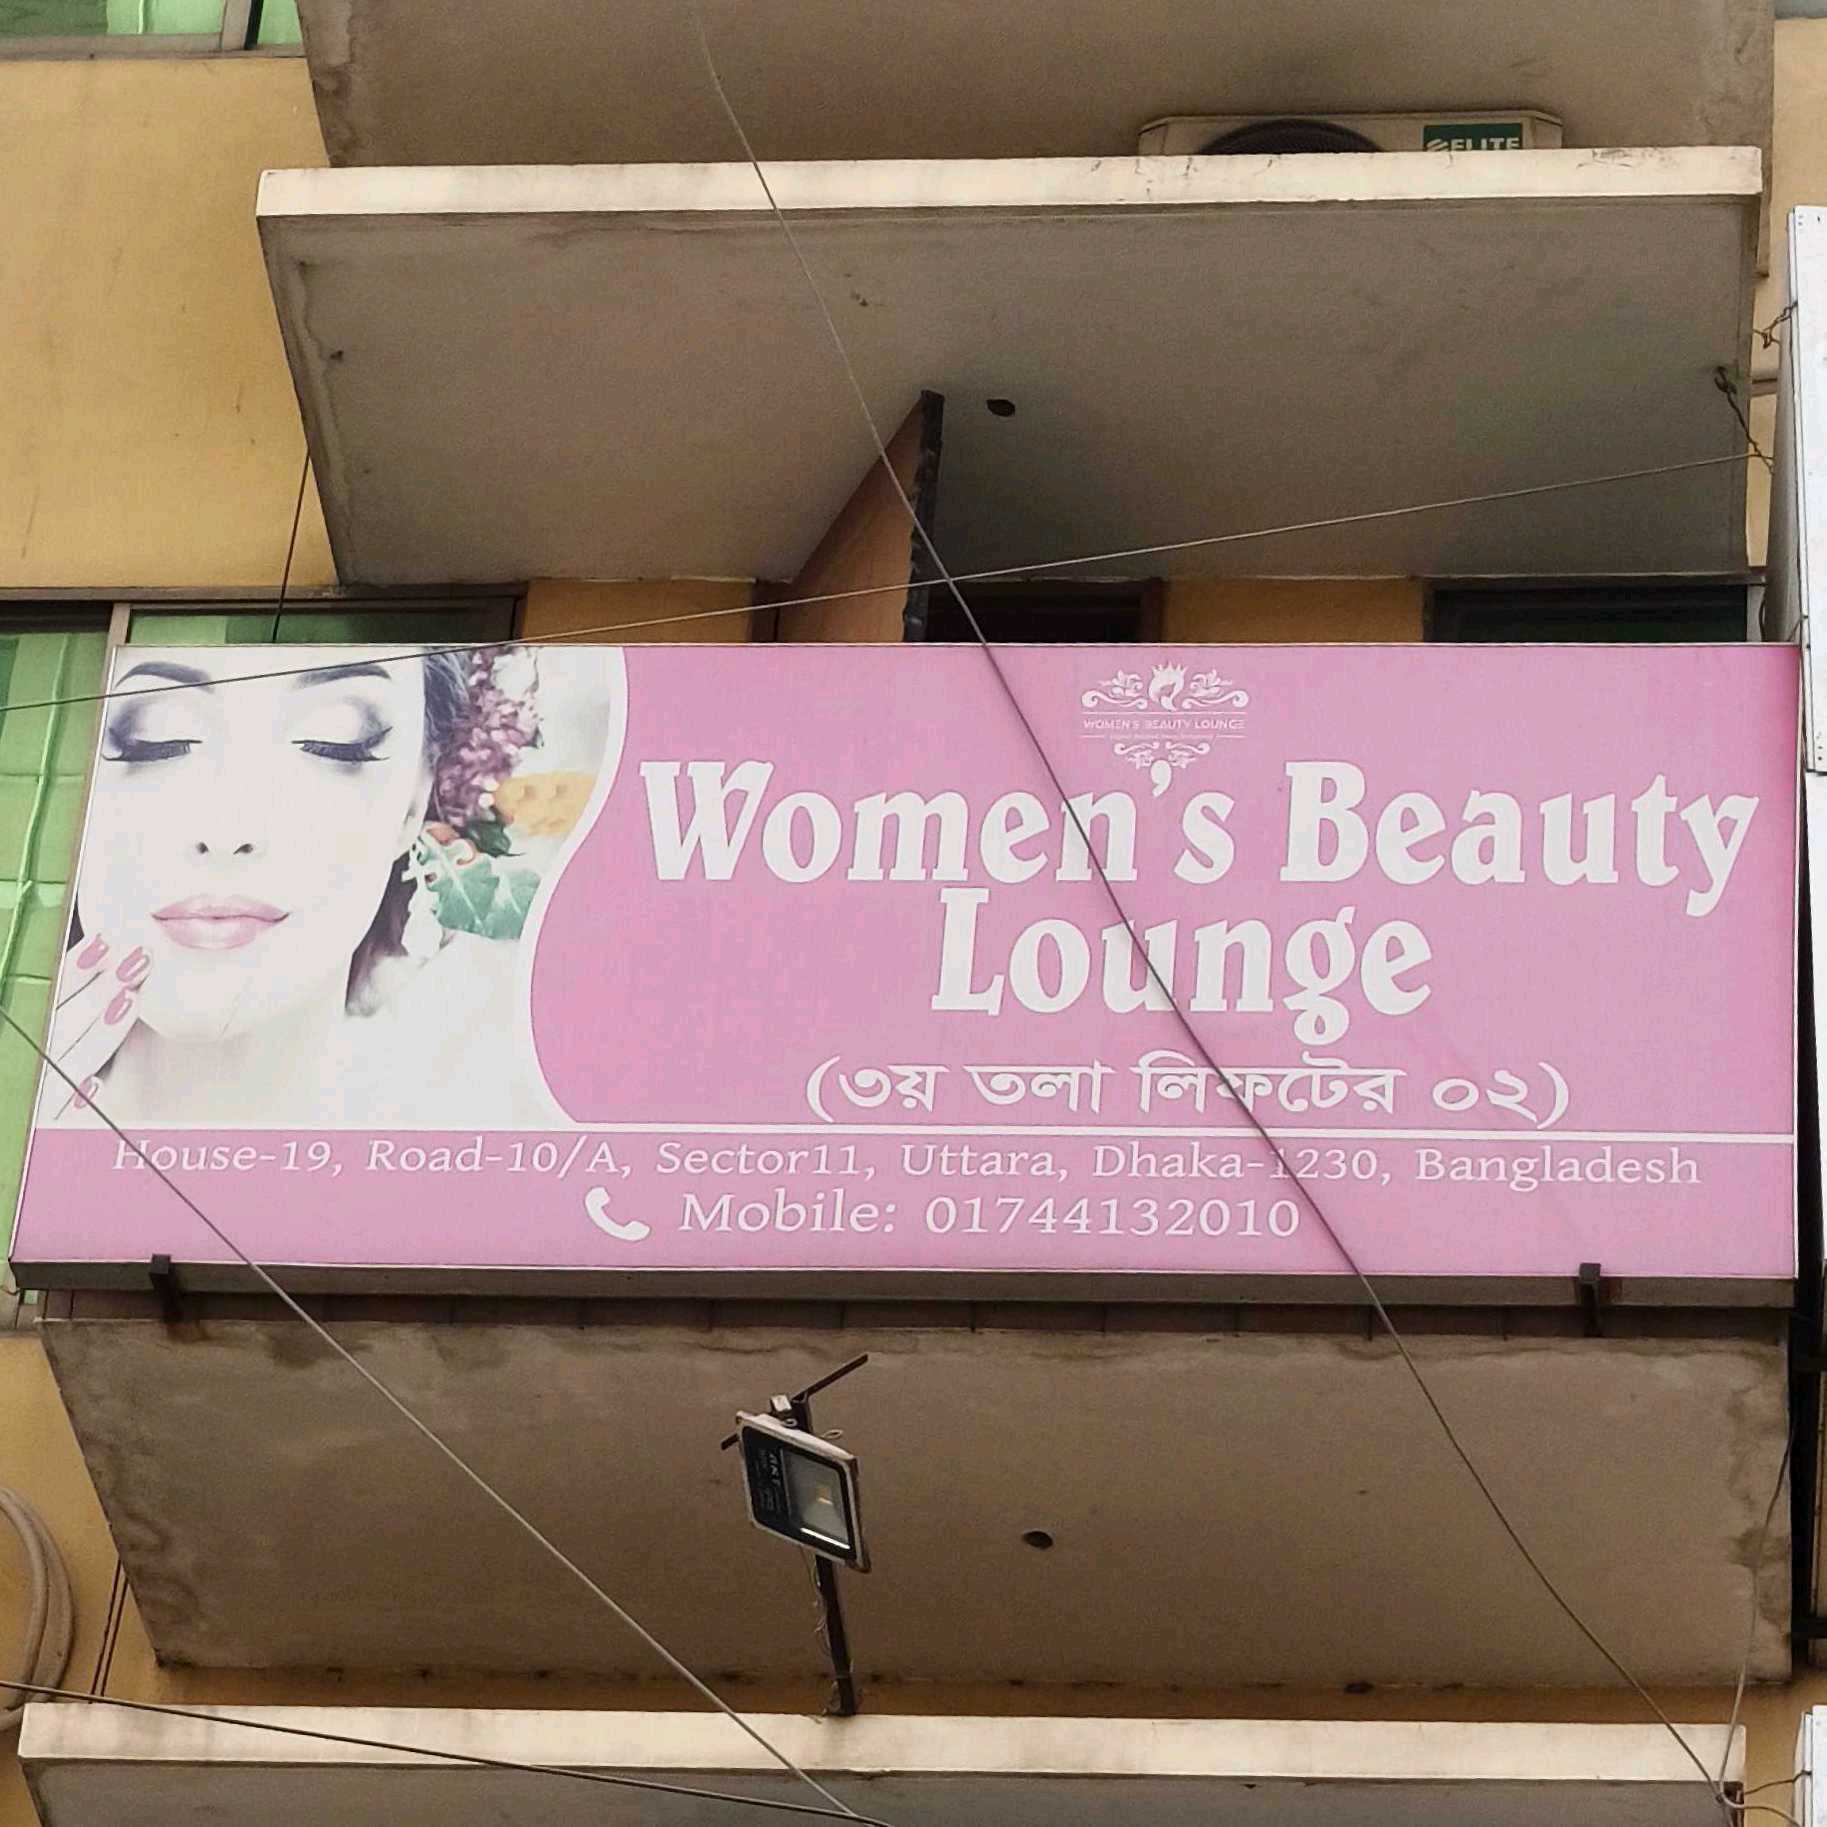 ELITE
WOMEN'S BEAUTY LOUNGE
Women's Beauty
Lounge
(৩য় তলা লিফটের ০২)
House-19, Road-10/A, Sector11, Uttara, Dhaka-1230, Bangladesh
Mobile: 01744132010